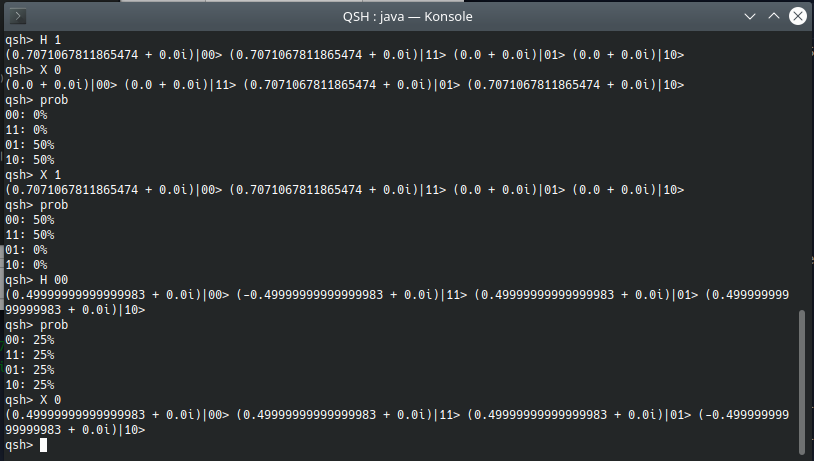 QSH : java — Konsole
qsh> H 1
(0.7071067811865474 + 0.0i)|00> (0.7071067811865474 + 0.0i)|11> (0.0 + 0.0i)|01> (0.0 + 0.0i)|10>
qsh> X 0
(0.0 + 0.0i)|00> (0.0 + 0.0i)|11> (0.7071067811865474 + 0.0i)|01> (0.7071067811865474 + 0.0i)|10>
qsh> prob
00: 0%
11: 0%
01: 50%
10: 50%
qsh> X 1
(0.7071067811865474 + 0.0i)|00> (0.7071067811865474 + 0.0i)|11> (0.0 + 0.0i)|01> (0.0 + 0.0i)|10>
qsh> prob
00: 50%
11: 50%
01: 0%
10: 0%
qsh> H 00
(0.49999999999999983 + 0.0i)|00> (-0.49999999999999983 + 0.0i)|11> (0.49999999999999983 + 0.0i)|01> (0.499999999
99999983 + 0.0i)|10>
qsh> prob
00: 25%
11: 25%
01: 25%
10: 25%
qsh> X 0
(0.49999999999999983 + 0.0i)|00> (0.49999999999999983 + 0.0i)|11> (0.49999999999999983 + 0.0i)|01> (-0.499999999
99999983 + 0.0i)|10>
qsh>